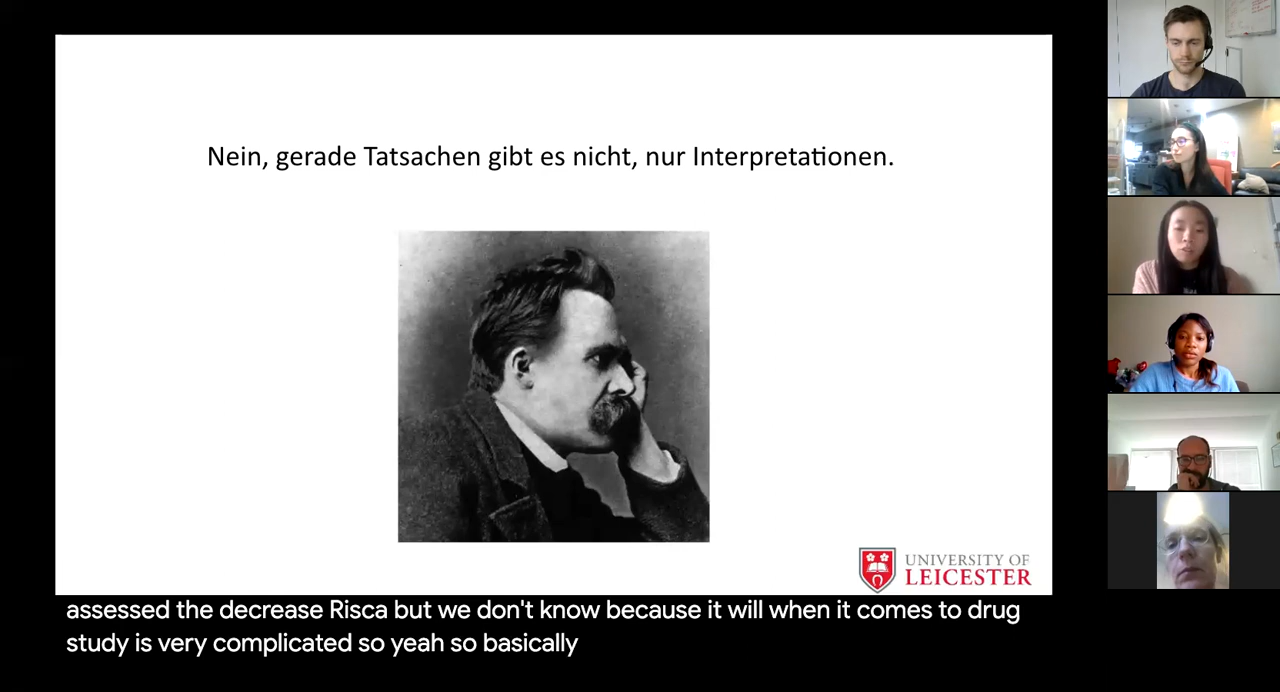 Nein, gerade Tatsachen gibt es nicht, nur Interpretationen.
UNIVERSITY OF
LEICESTER
assessed the decrease Risca but we don't know because it will when it comes to drug
study is very complicated so yeah so basically